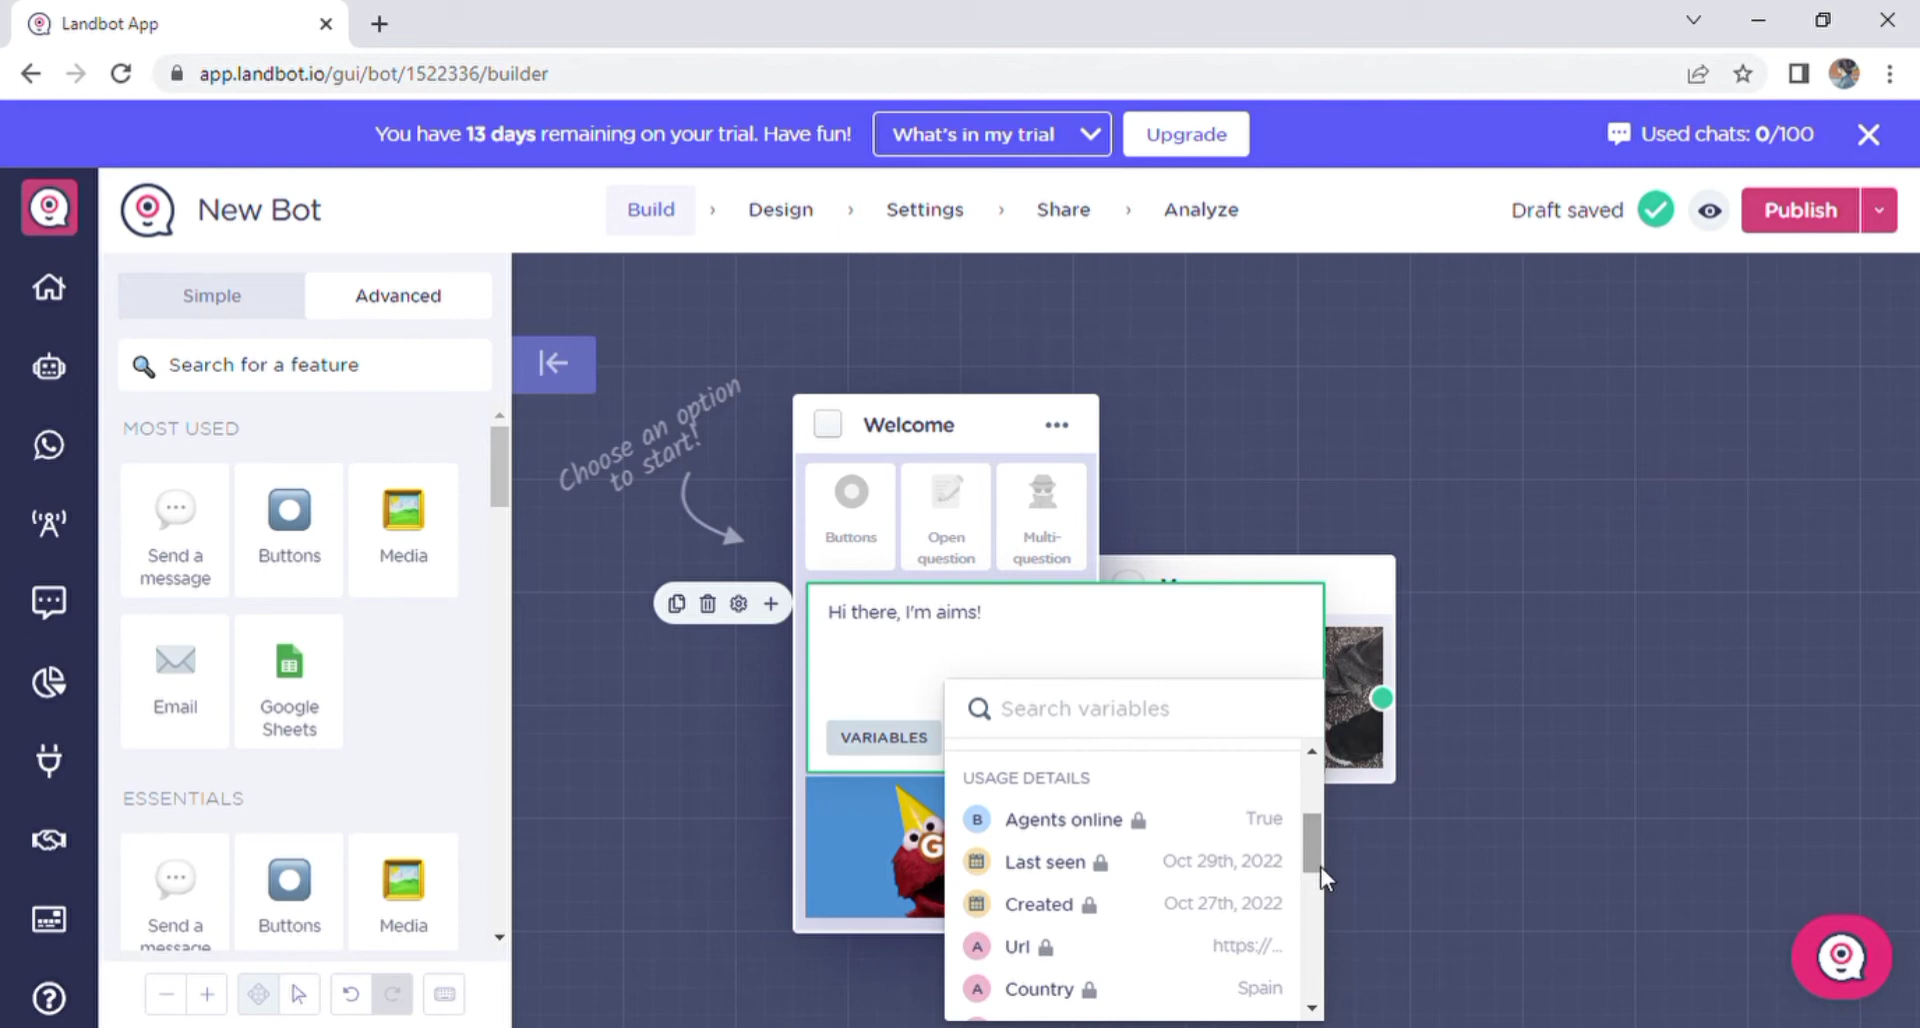 Landbot App
app.landbot.io/gui/bot/1522336/builder
You have 13 days remaining on your trial. Have fun!
What's in my trial
Upgrade
Used chats: 0/100
New Bot
Build
Design
Settings
Share
Analyze
Draft saved
Publish
Simple
Advanced
Search for a feature
MOST USED
Send a
message
Buttons
Media
Email
Google
Sheets
ESSENTIALS
Send a
message
Buttons
Media
Choose an option
to start!
Welcome
Buttons
Open
question
Multi-
question
Hi there, I'm aims!
VARIABLES
G
Search variables
USAGE DETAILS
B Agents online True
Last seen Oct 29th, 2022
Created Oct 27th, 2022
A Url https://...
A Country Spain